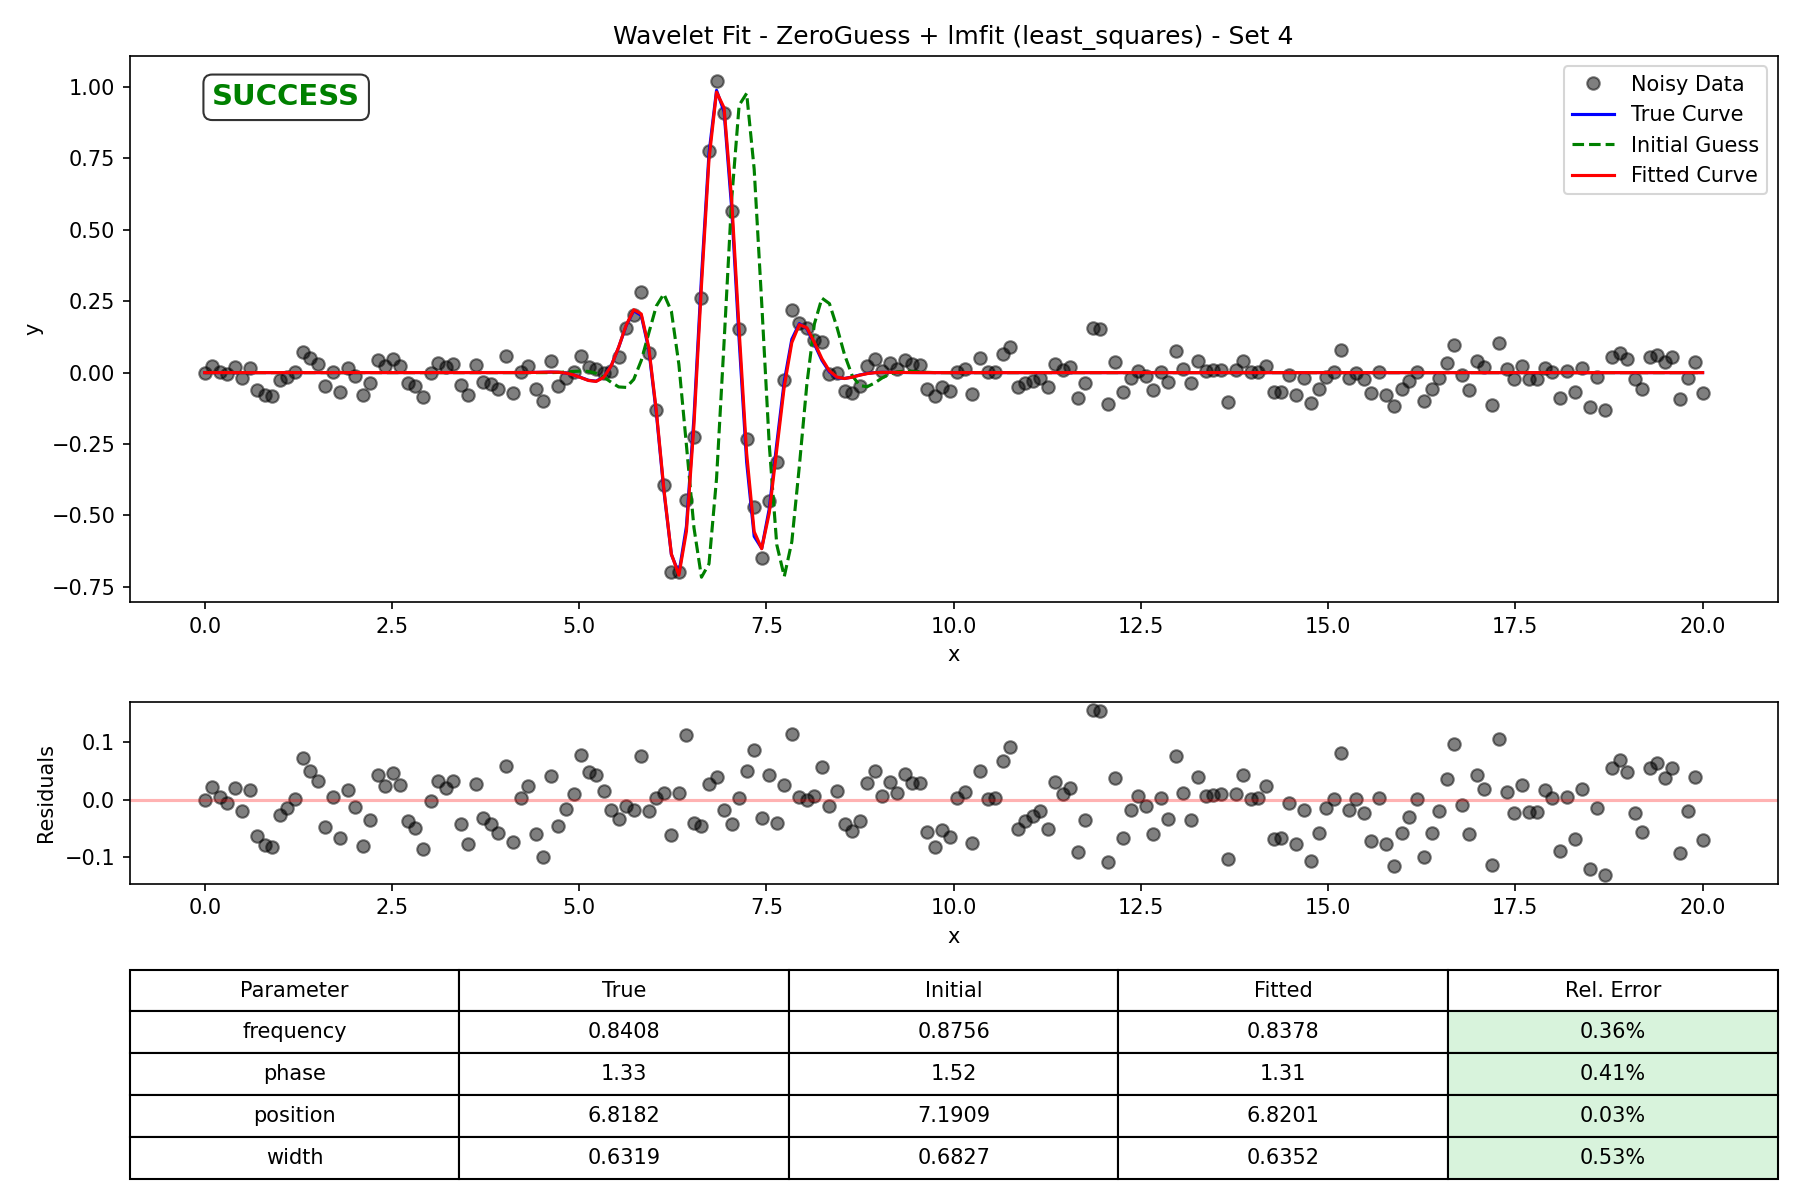 Wavelet Fit - ZeroGuess + lmfit (least_squares) - Set 4
SUCCESS
Noisy Data
True Curve
Initial Guess
Fitted Curve
1.00
0.75
0.50
0.25
0.00
−0.25
−0.50
−0.75
y
0.0 2.5 5.0 7.5 10.0 12.5 15.0 17.5 20.0
x
0.1
0.0
−0.1
Residuals
0.0 2.5 5.0 7.5 10.0 12.5 15.0 17.5 20.0
x
Parameter True Initial Fitted Rel. Error
frequency 0.8408 0.8756 0.8378 0.36%
phase 1.33 1.52 1.31 0.41%
position 6.8182 7.1909 6.8201 0.03%
width 0.6319 0.6827 0.6352 0.53%